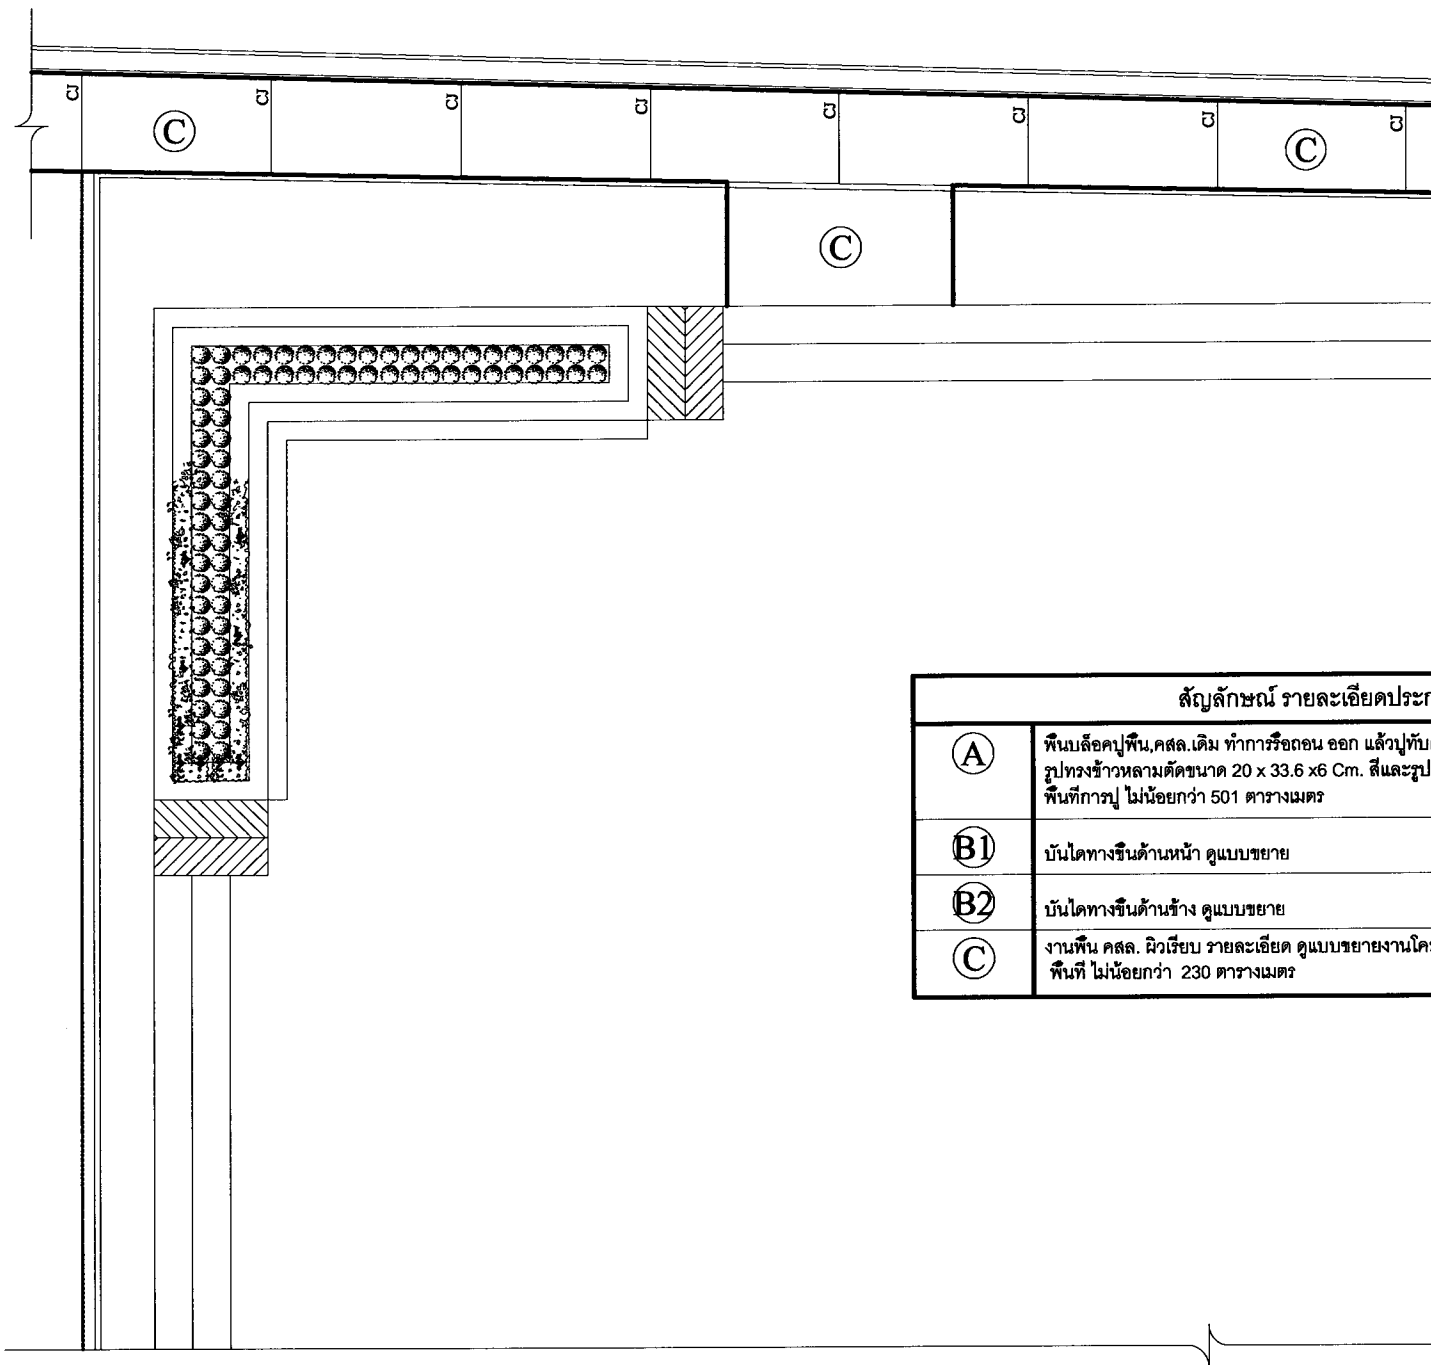 CJ CJ CJ CJ CJ CJ CJ CJ
C C
C
สัญลักษณ์ รายละเอียดประก
A
พื้นบล็อคปูพื้น,คสล.เดิม ทำการรื้อถอน ออก แล้วปูทับ
รูปทรงข้าวหลามตัดขนาด 20 x 33.6 x6 Cm. สีและรูป
พื้นที่การปู ไม่น้อยกว่า 501 ตารางเมตร
B1
บันไดทางขึ้นด้านหน้า ดูแบบขยาย
B2
บันไดทางขึ้นด้านข้าง ดูแบบขยาย
C
งานพื้น คสล. ผิวเรียบ รายละเอียด ดูแบบขยายงานโคร
พื้นที่ ไม่น้อยกว่า 230 ตารางเมตร